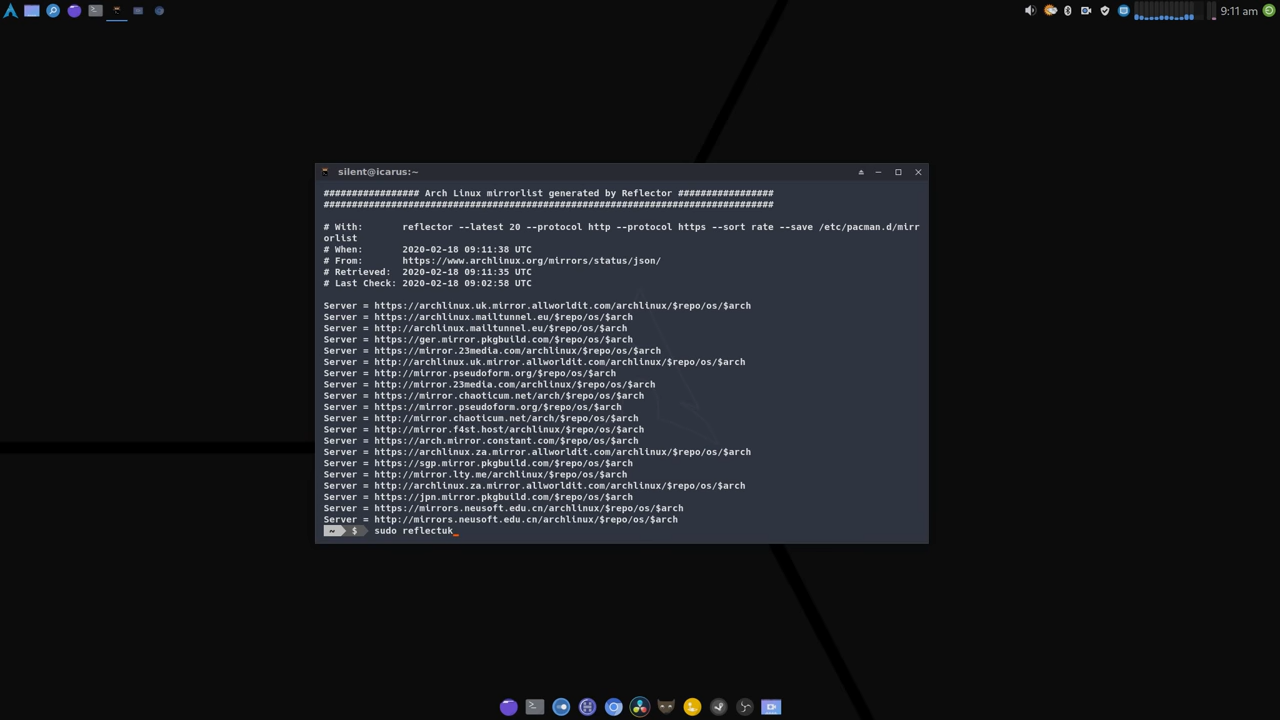 9:11 am
silent@icarus:~
################# Arch Linux mirrorlist generated by Reflector #################
################################################################################
# With:       reflector --latest 20 --protocol http --protocol https --sort rate --save /etc/pacman.d/mirr
orlist
# When:       2020-02-18 09:11:38 UTC
# From:       https://www.archlinux.org/mirrors/status/json/
# Retrieved:  2020-02-18 09:11:35 UTC
# Last Check: 2020-02-18 09:02:58 UTC
Server = https://archlinux.uk.mirror.allworldit.com/archlinux/$repo/os/$arch
Server = https://archlinux.mailtunnel.eu/$repo/os/$arch
Server = http://archlinux.mailtunnel.eu/$repo/os/$arch
Server = https://ger.mirror.pkgbuild.com/$repo/os/$arch
Server = https://mirror.23media.com/archlinux/$repo/os/$arch
Server = http://archlinux.uk.mirror.allworldit.com/archlinux/$repo/os/$arch
Server = http://mirror.pseudoform.org/$repo/os/$arch
Server = http://mirror.23media.com/archlinux/$repo/os/$arch
Server = https://mirror.chaoticum.net/arch/$repo/os/$arch
Server = https://mirror.pseudoform.org/$repo/os/$arch
Server = http://mirror.chaoticum.net/arch/$repo/os/$arch
Server = http://mirror.f4st.host/archlinux/$repo/os/$arch
Server = https://arch.mirror.constant.com/$repo/os/$arch
Server = https://archlinux.za.mirror.allworldit.com/archlinux/$repo/os/$arch
Server = https://sgp.mirror.pkgbuild.com/$repo/os/$arch
Server = http://mirror.lty.me/archlinux/$repo/os/$arch
Server = http://archlinux.za.mirror.allworldit.com/archlinux/$repo/os/$arch
Server = https://jpn.mirror.pkgbuild.com/$repo/os/$arch
Server = https://mirrors.neusoft.edu.cn/archlinux/$repo/os/$arch
Server = http://mirrors.neusoft.edu.cn/archlinux/$repo/os/$arch
~ $ sudo reflectuk_